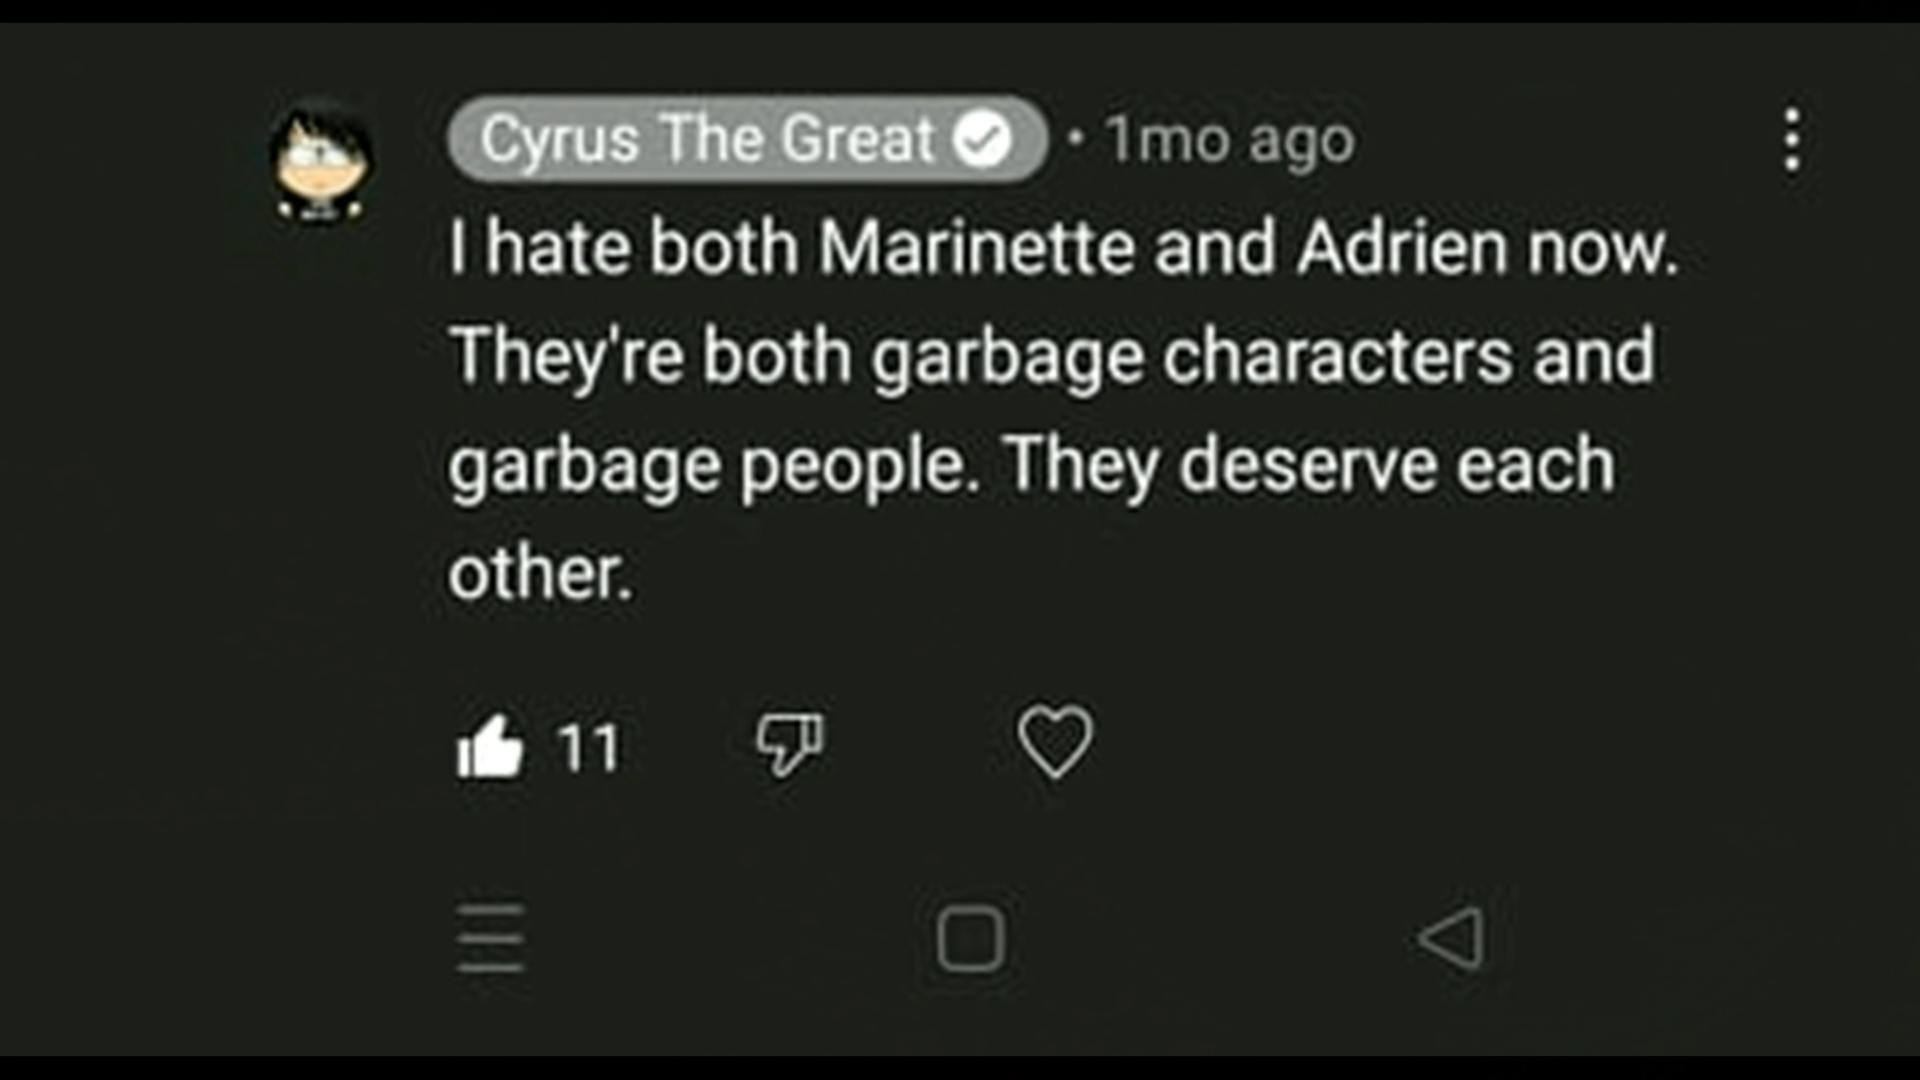 Cyrus The Great • 1mo ago
I hate both Marinette and Adrien now.
They're both garbage characters and
garbage people. They deserve each
other.
11